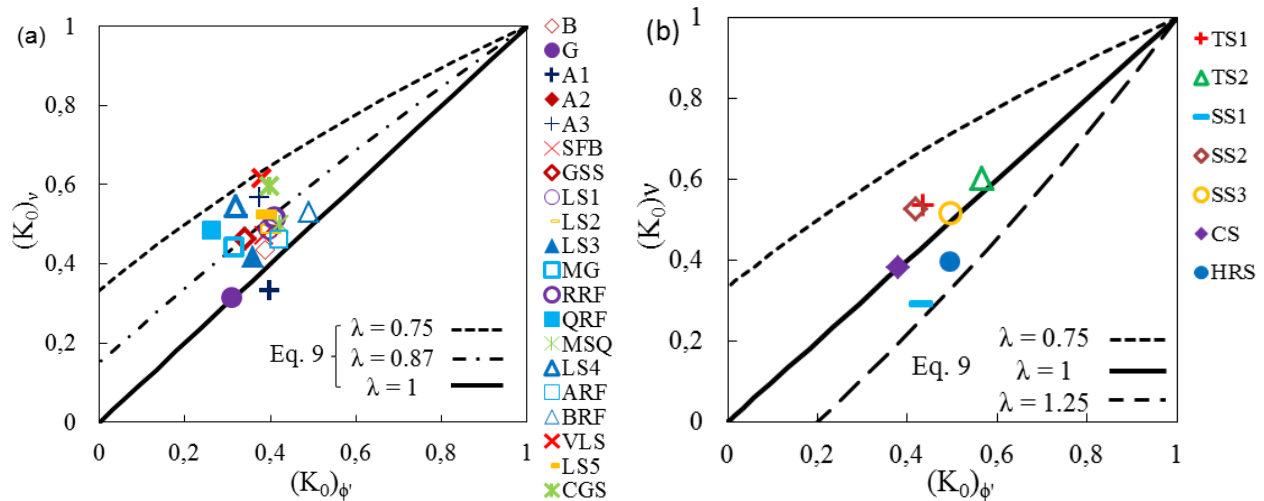 (a)
1
0,8
0,6
0,4
0,2
0
0
0,2
0,4
0,6
0,8
1
(K0)ν
(K0)ϕ'
Eq. 9
λ = 0.75
λ = 0.87
λ = 1
B
G
A1
A2
A3
SFB
GSS
LS1
LS2
LS3
MG
RRF
QRF
MSQ
LS4
ARF
BRF
VLS
LS5
CGS
(b)
1
0,8
0,6
0,4
0,2
0
0
0,2
0,4
0,6
0,8
1
(K0)ν
(K0)ϕ'
Eq. 9
λ = 0.75
λ = 1
λ = 1.25
TS1
TS2
SS1
SS2
SS3
CS
HRS